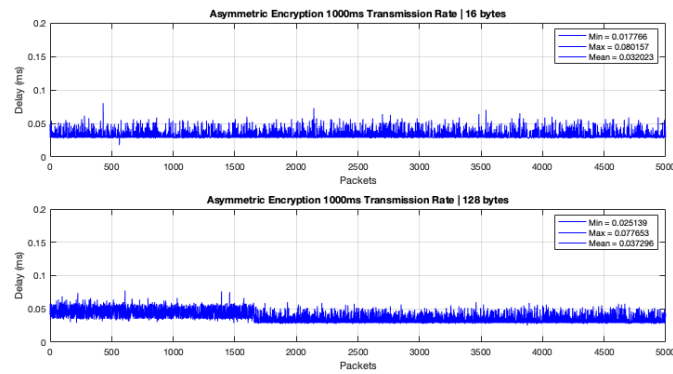 Asymmetric Encryption 1000ms Transmission Rate | 16 bytes
0.2
0.15
0.1
0.05
0
Delay (ms)
Min = 0.017766
Max = 0.080157
Mean = 0.032023
0 500 1000 1500 2000 2500 3000 3500 4000 4500 5000
Packets
Asymmetric Encryption 1000ms Transmission Rate | 128 bytes
0.2
0.15
0.1
0.05
0
Delay (ms)
Min = 0.025139
Max = 0.077653
Mean = 0.037296
0 500 1000 1500 2000 2500 3000 3500 4000 4500 5000
Packets